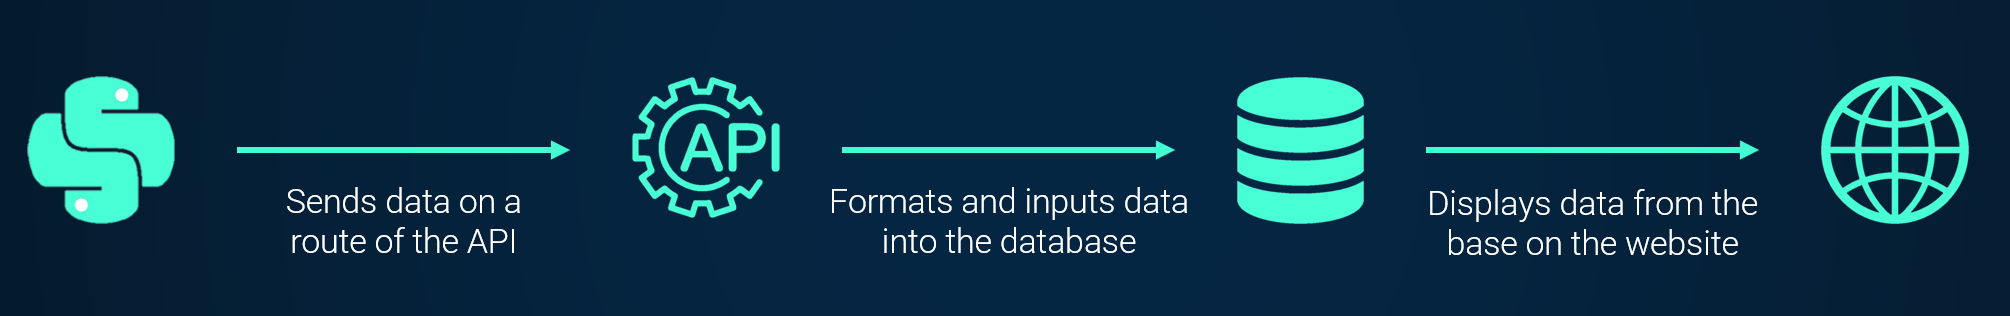 API
Sends data on a
route of the API
Formats and inputs data
into the database
Displays data from the
base on the website